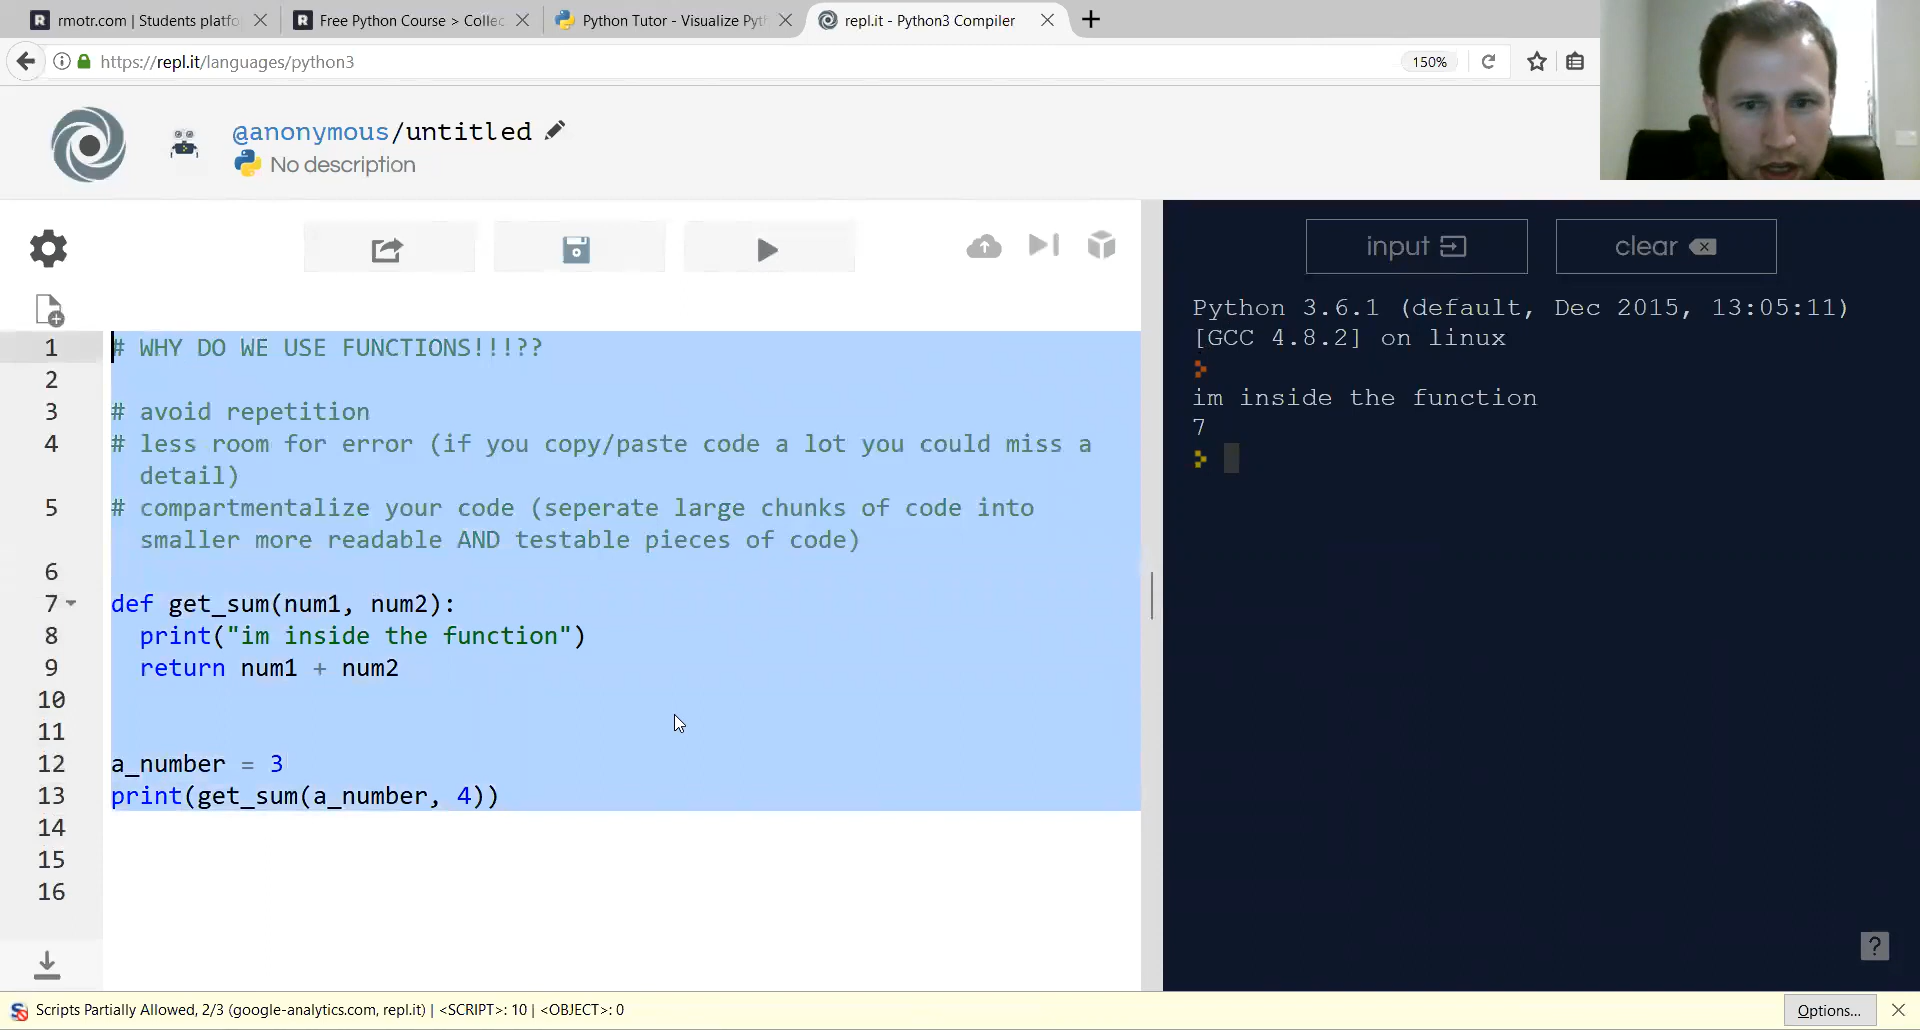 rmotr.com | Students platfo
Free Python Course > Collec
Python Tutor - Visualize Pyt
repl.it - Python3 Compiler
https://repl.it/languages/python3
150%
@anonymous/untitled
No description
input
clear
1 # WHY DO WE USE FUNCTIONS!!!??
2
3 # avoid repetition
4 # less room for error (if you copy/paste code a lot you could miss a
detail)
5 # compartmentalize your code (seperate large chunks of code into
smaller more readable AND testable pieces of code)
6
7 def get_sum(num1, num2):
8 print("im inside the function")
9 return num1 + num2
10
11
12 a_number = 3
13 print(get_sum(a_number, 4))
14
15
16
Python 3.6.1 (default, Dec 2015, 13:05:11)
[GCC 4.8.2] on linux
im inside the function
7
?
Scripts Partially Allowed, 2/3 (google-analytics.com, repl.it) | <SCRIPT>: 10 | <OBJECT>: 0
Options...